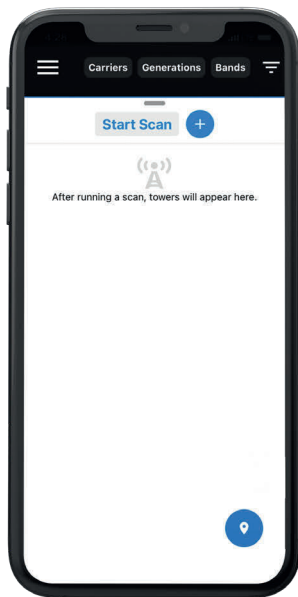 Carriers Generations Bands
Start Scan +
After running a scan, towers will appear here.